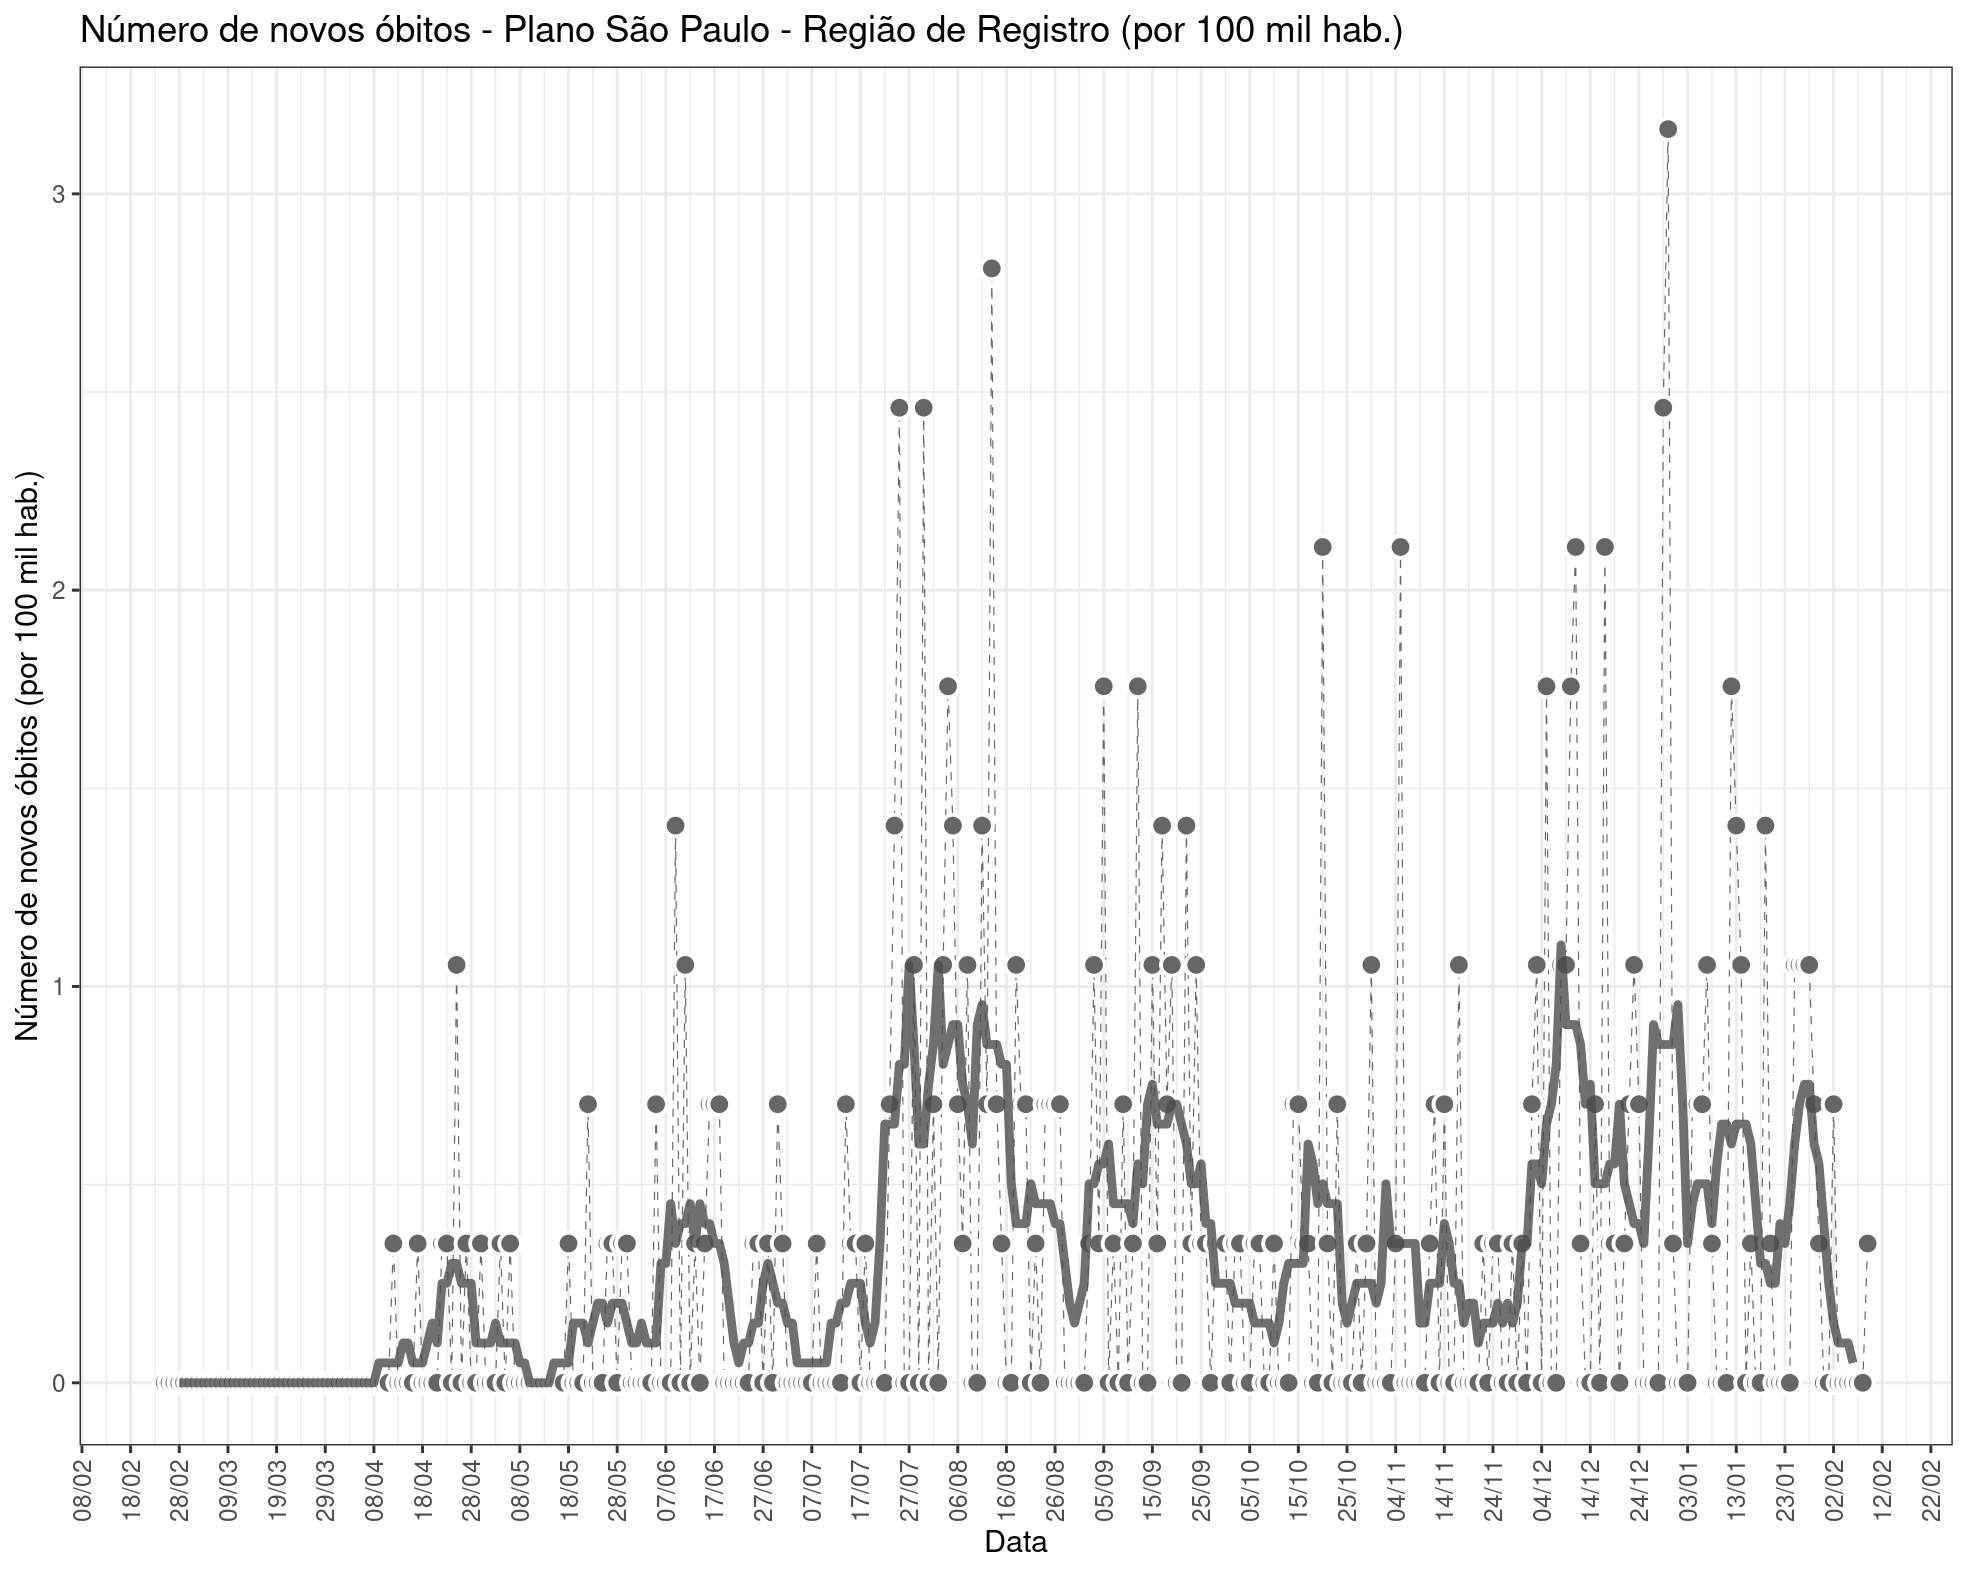 Número de novos óbitos - Plano São Paulo - Região de Registro (por 100 mil hab.)
Número de novos óbitos (por 100 mil hab.)
3
2
1
0
08/02 18/02 28/02 09/03 19/03 29/03 08/04 18/04 28/04 08/05 18/05 28/05 07/06 17/06 27/06 07/07 17/07 27/07 06/08 16/08 26/08 05/09 15/09 25/09 05/10 15/10 25/10 04/11 14/11 24/11 04/12 14/12 24/12 03/01 13/01 23/01 02/02 12/02 22/02
Data